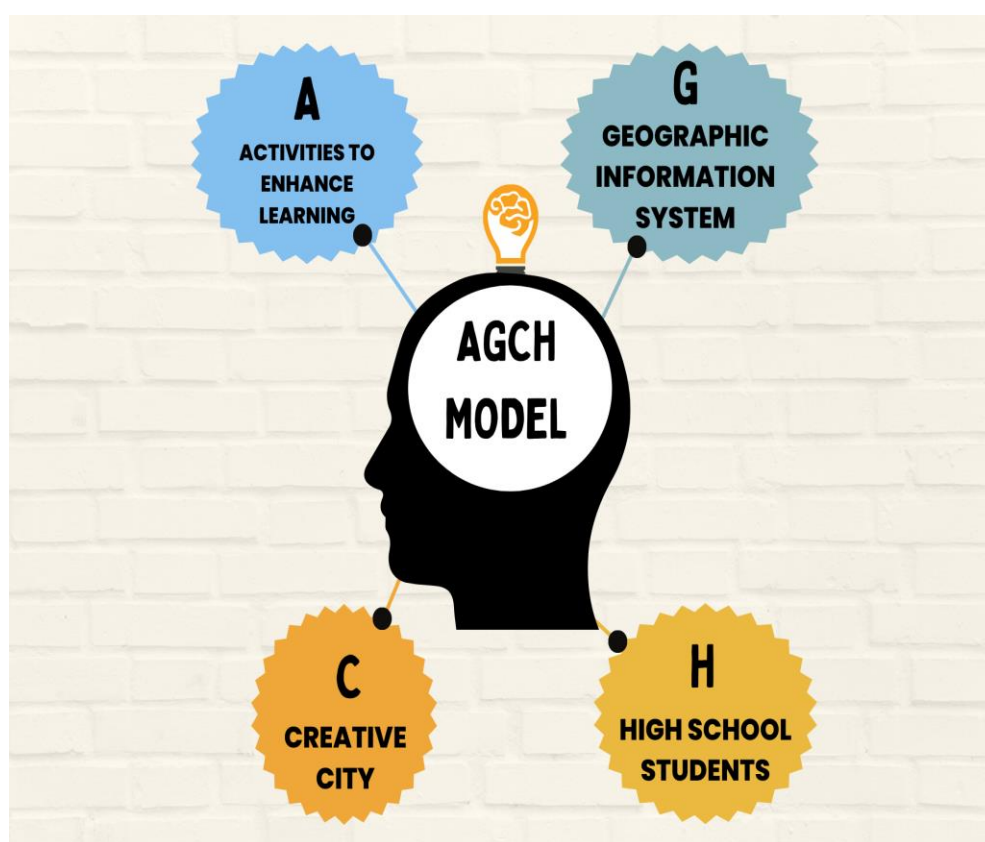 A
ACTIVITIES TO
ENHANCE
LEARNING
G
GEOGRAPHIC
INFORMATION
SYSTEM
AGCH
MODEL
C
CREATIVE
CITY
H
HIGH SCHOOL
STUDENTS